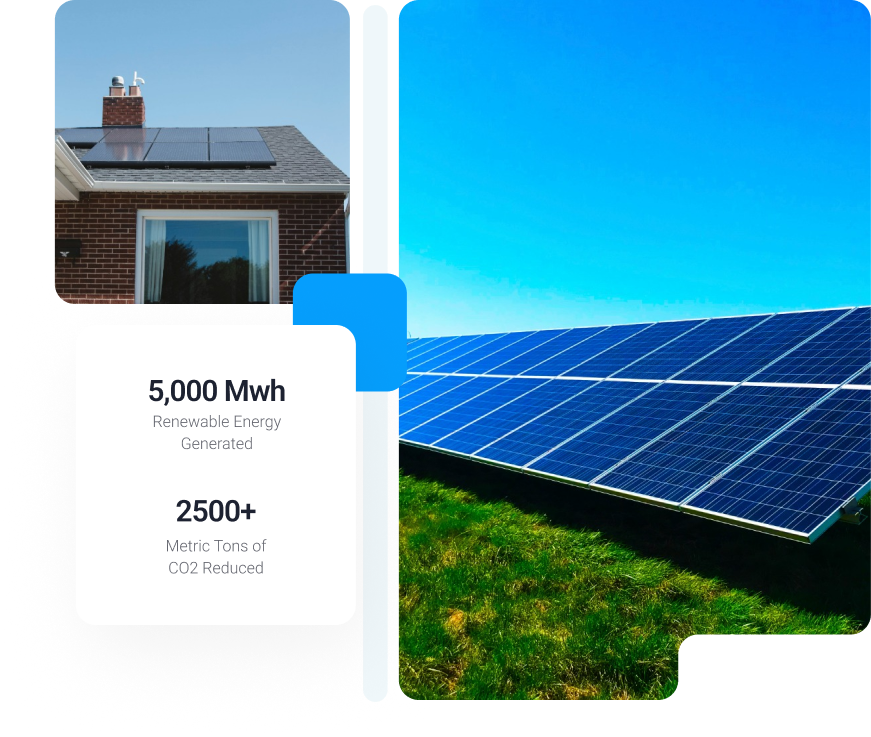 5,000 Mwh
Renewable Energy
Generated
2500+
Metric Tons of
CO2 Reduced